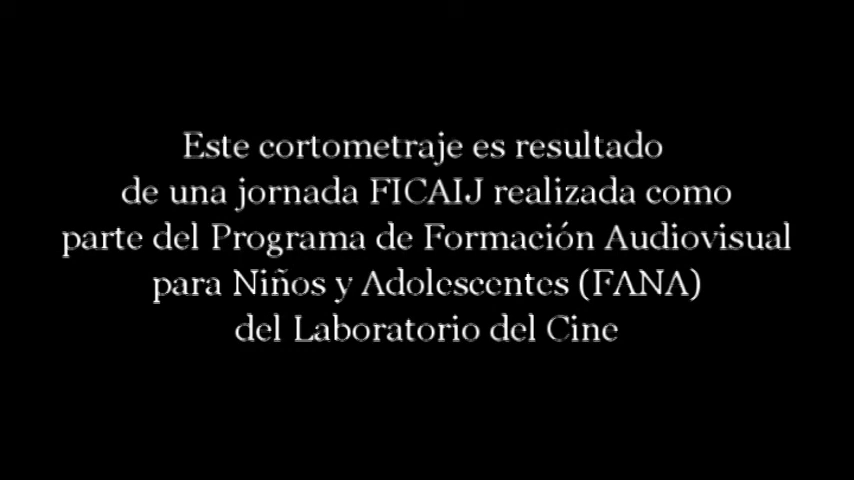 Este cortometraje es resultado
de una jornada FICAIJ realizada como
parte del Programa de Formación Audiovisual
para Niños y Adolescentes (FANA)
del Laboratorio del Cine